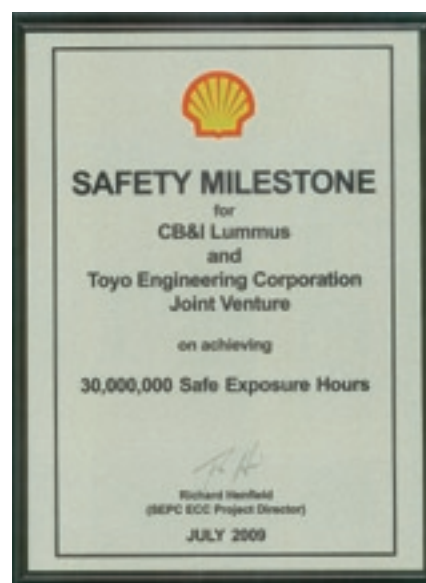 SAFETY MILESTONE
for
CB&I Lummus
and
Toyo Engineering Corporation
Joint Venture
on achieving
30,000,000 Safe Exposure Hours
Richard Henfield
(SEPC ECC Project Director)
JULY 2009